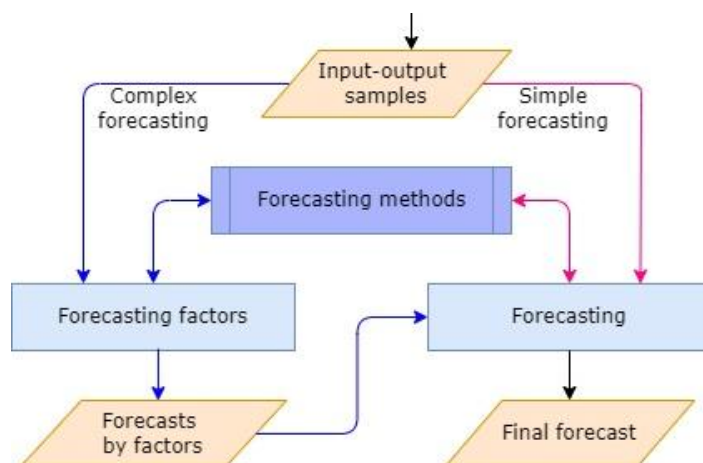 Input-output
samples
Complex
forecasting
Simple
forecasting
Forecasting methods
Forecasting factors
Forecasting
Forecasts
by factors
Final forecast